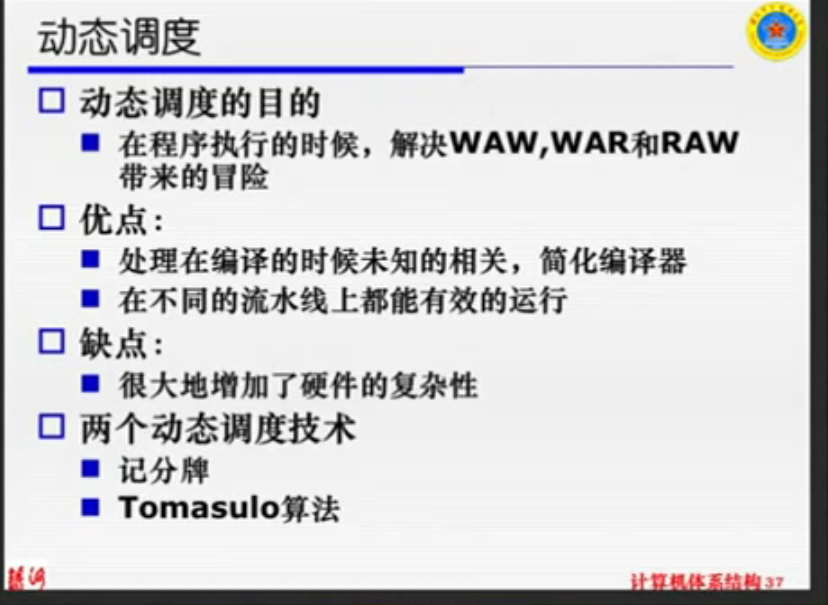 动态调度
动态调度的目的
在程序执行的时候，解决WAW,WAR和RAW
带来的冒险
优点：
处理在编译的时候未知的相关，简化编译器
在不同的流水线上都能有效的运行
缺点：
很大地增加了硬件的复杂性
两个动态调度技术
记分牌
Tomasulo算法
计算机体系结构 37